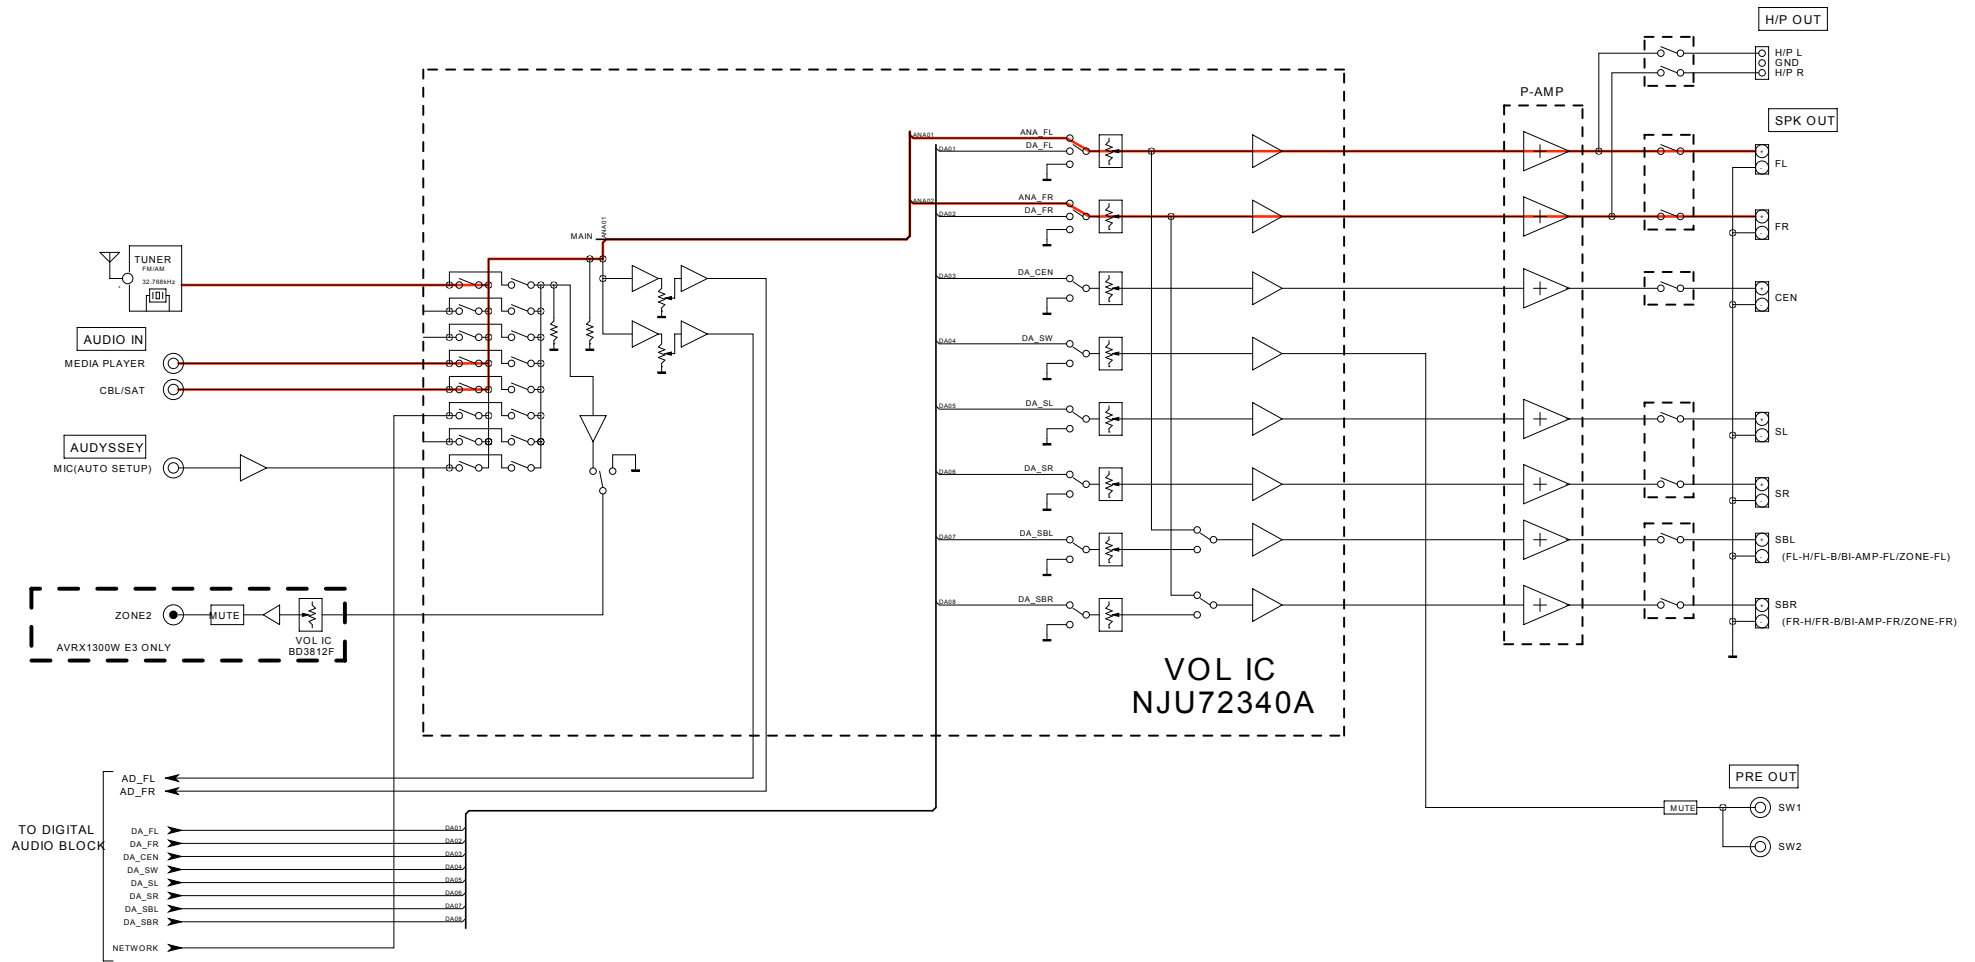 H/P OUT
H/P L
GND
H/P R
P-AMP
SPK OUT
ANA01
ANA_FL
DA01
DA_FL
FL
ANA02
ANA_FR
DA02
DA_FR
FR
MAIN
ANA01
TUNER
FM/AM
32.768kHz
DA03
DA_CEN
CEN
AUDIO IN
MEDIA PLAYER
CBL/SAT
DA04
DA_SW
DA05
DA_SL
SL
AUDYSSEY
MIC(AUTO SETUP)
DA06
DA_SR
SR
DA07
DA_SBL
SBL
(FL-H/FL-B/BI-AMP-FL/ZONE-FL)
DA08
DA_SBR
SBR
(FR-H/FR-B/BI-AMP-FR/ZONE-FR)
ZONE2
MUTE
VOL IC
BD3812F
AVRX1300W E3 ONLY
VOL IC
NJU72340A
AD_FL
AD_FR
PRE OUT
MUTE
SW1
SW2
TO DIGITAL
AUDIO BLOCK
DA_FL
DA01
DA_FR
DA02
DA_CEN
DA03
DA_SW
DA04
DA_SL
DA05
DA_SR
DA06
DA_SBL
DA07
DA_SBR
DA08
NETWORK